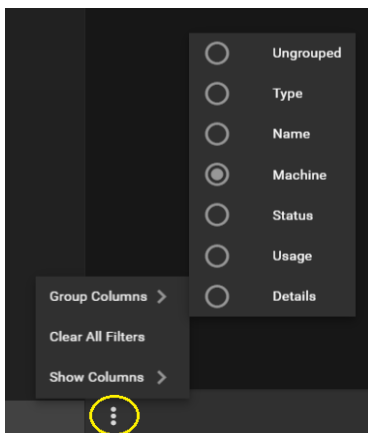 Ungrouped
Type
Name
Machine
Status
Usage
Details
Group Columns
Clear All Filters
Show Columns